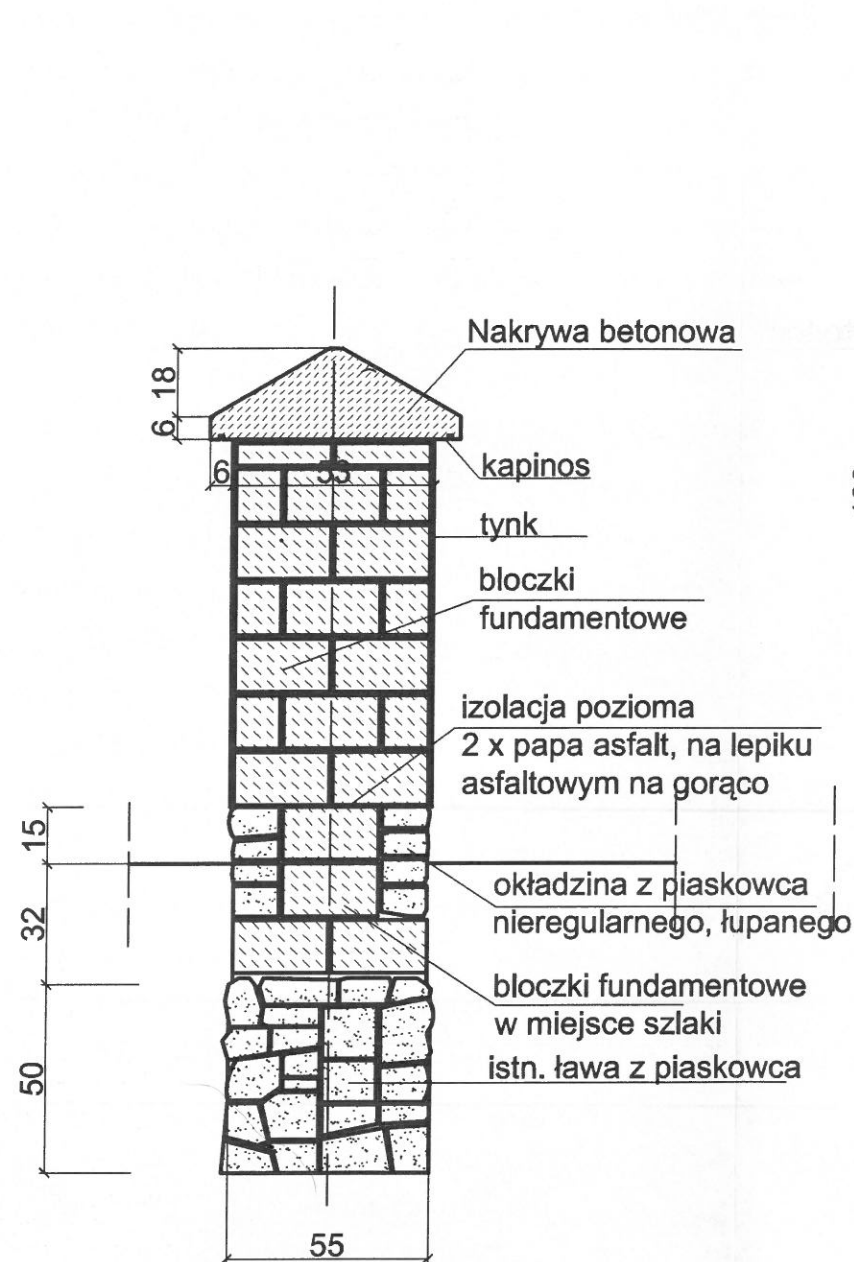 Nakrywa betonowa
18
6
6
53
kapinos
tynk
bloczki
fundamentowe
izolacja pozioma
2 x papa asfalt, na lepiku
asfaltowym na gorąco
15
okładzina z piaskowca
nieregularnego, łupanego
32
bloczki fundamentowe
w miejsce szlaki
istn. ława z piaskowca
50
55